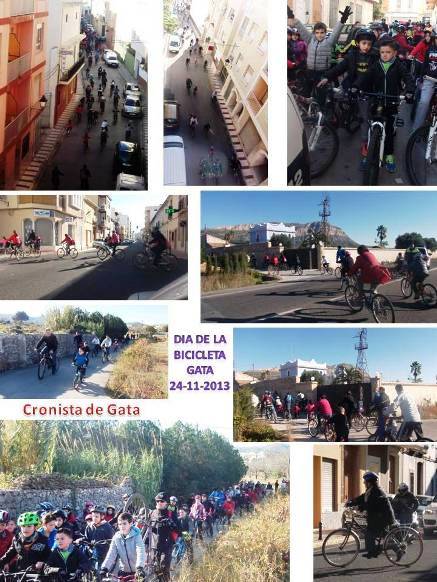 DIA DE LA
BICICLETA
GATA
24-11-2013
Cronista de Gata